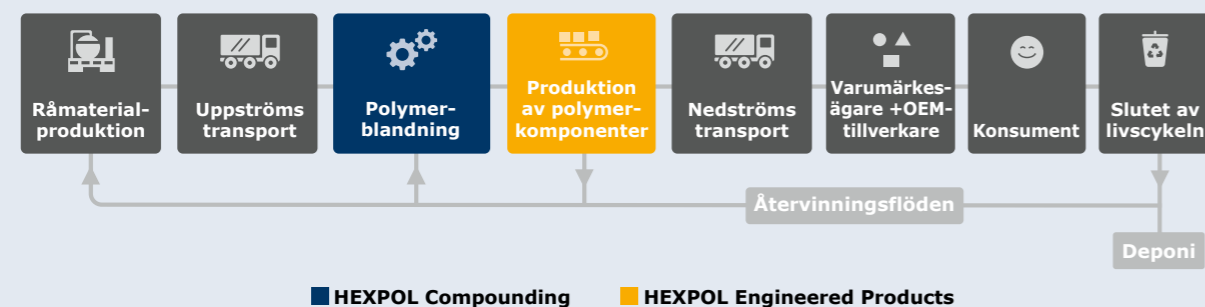 Råmaterial-
produktion
Uppströms
transport
Polymer-
blandning
Produktion
av polymer-
komponenter
Nedströms
transport
Varumärkes-
ägare +OEM-
tillverkare
Konsument
Slutet av
livscykeln
Återvinningsflöden
Deponi
HEXPOL Compounding
HEXPOL Engineered Products